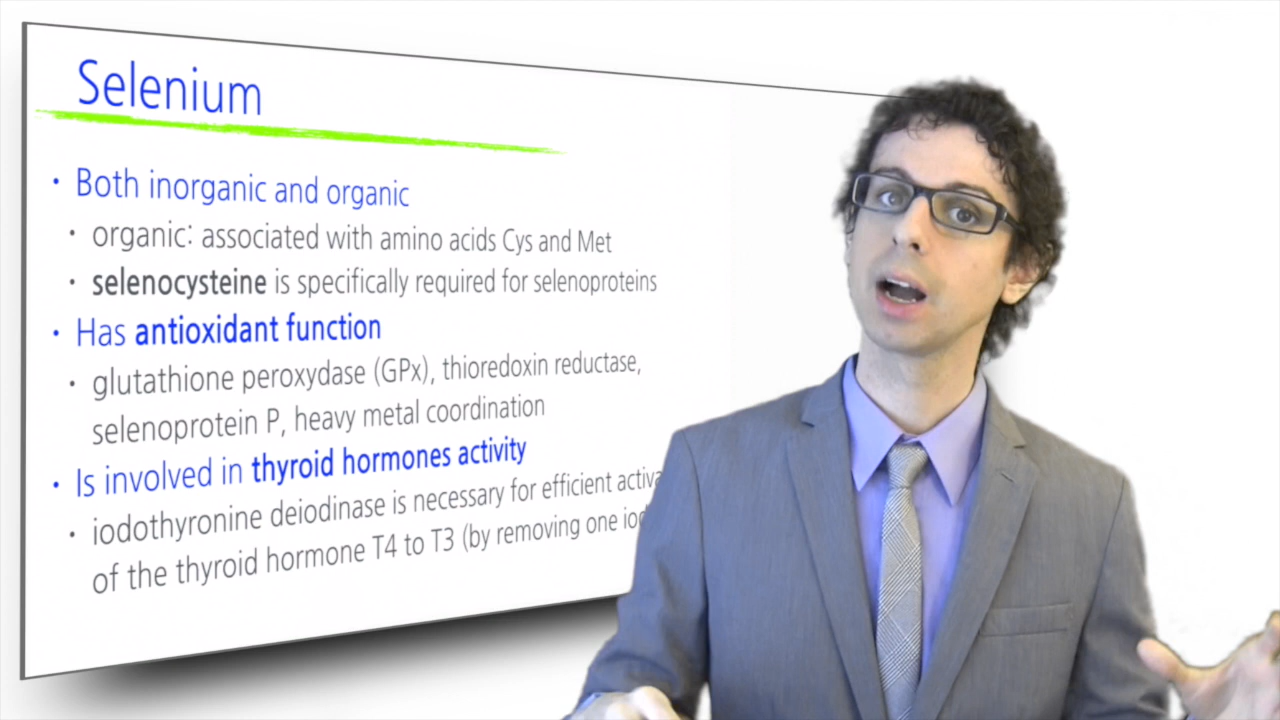 Selenium
• Both inorganic and organic
• organic: associated with amino acids Cys and Met
• selenocysteine is specifically required for selenoproteins
• Has antioxidant function
• glutathione peroxydase (GPx), thioredoxin reductase,
selenoprotein P, heavy metal coordination
• Is involved in thyroid hormones activity
• iodothyronine deiodinase is necessary for efficient
of the thyroid hormone T4 to T3 (by removing one